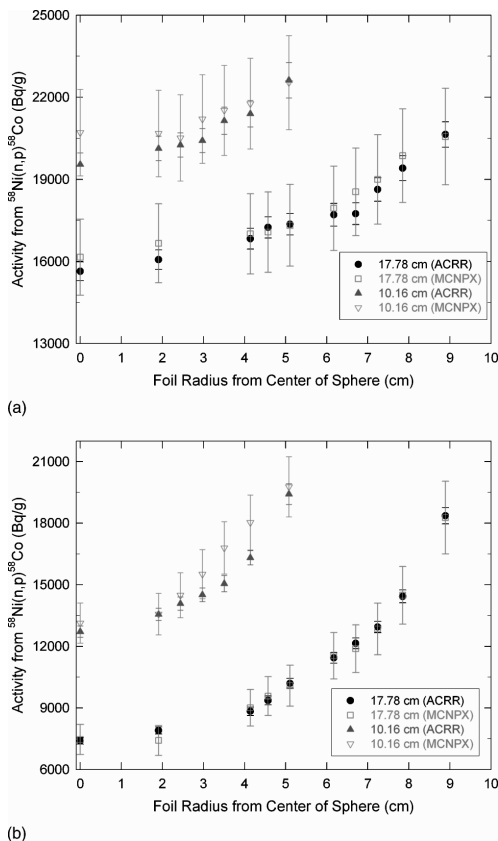 25000
22000
19000
16000
13000
Activity from ⁵⁸Ni(n,p)⁵⁸Co (Bq/g)
17.78 cm (ACRR)
17.78 cm (MCNPX)
10.16 cm (ACRR)
10.16 cm (MCNPX)
0 1 2 3 4 5 6 7 8 9 10
Foil Radius from Center of Sphere (cm)
(a)
21000
18000
15000
12000
9000
6000
Activity from ⁵⁸Ni(n,p)⁵⁸Co (Bq/g)
17.78 cm (ACRR)
17.78 cm (MCNPX)
10.16 cm (ACRR)
10.16 cm (MCNPX)
0 1 2 3 4 5 6 7 8 9 10
Foil Radius from Center of Sphere (cm)
(b)